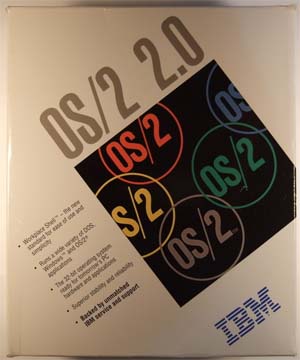 OS/2 2.0
OS/2
OS/2
OS/2
OS/2
OS/2
• Workplace Shell™ – the new
standard for ease of use and
simplicity
• Runs a wide variety of DOS,
Windows™ and OS/2®
applications
• The 32-bit operating system
ready for tomorrow's PC
hardware and applications
• Superior stability and reliability
• Backed by unmatched
IBM service and support
IBM